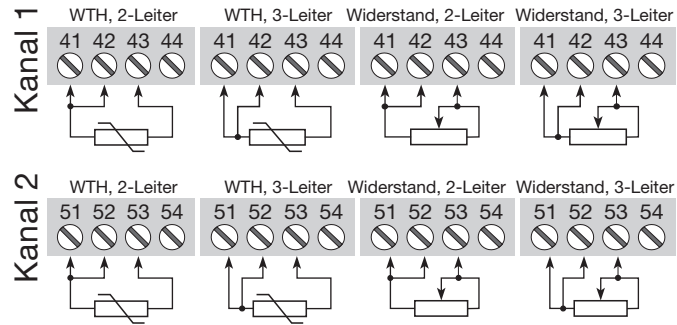 Kanal 1
WTH, 2-Leiter WTH, 3-Leiter Widerstand, 2-Leiter Widerstand, 3-Leiter
41 42 43 44 41 42 43 44 41 42 43 44 41 42 43 44
Kanal 2
WTH, 2-Leiter WTH, 3-Leiter Widerstand, 2-Leiter Widerstand, 3-Leiter
51 52 53 54 51 52 53 54 51 52 53 54 51 52 53 54